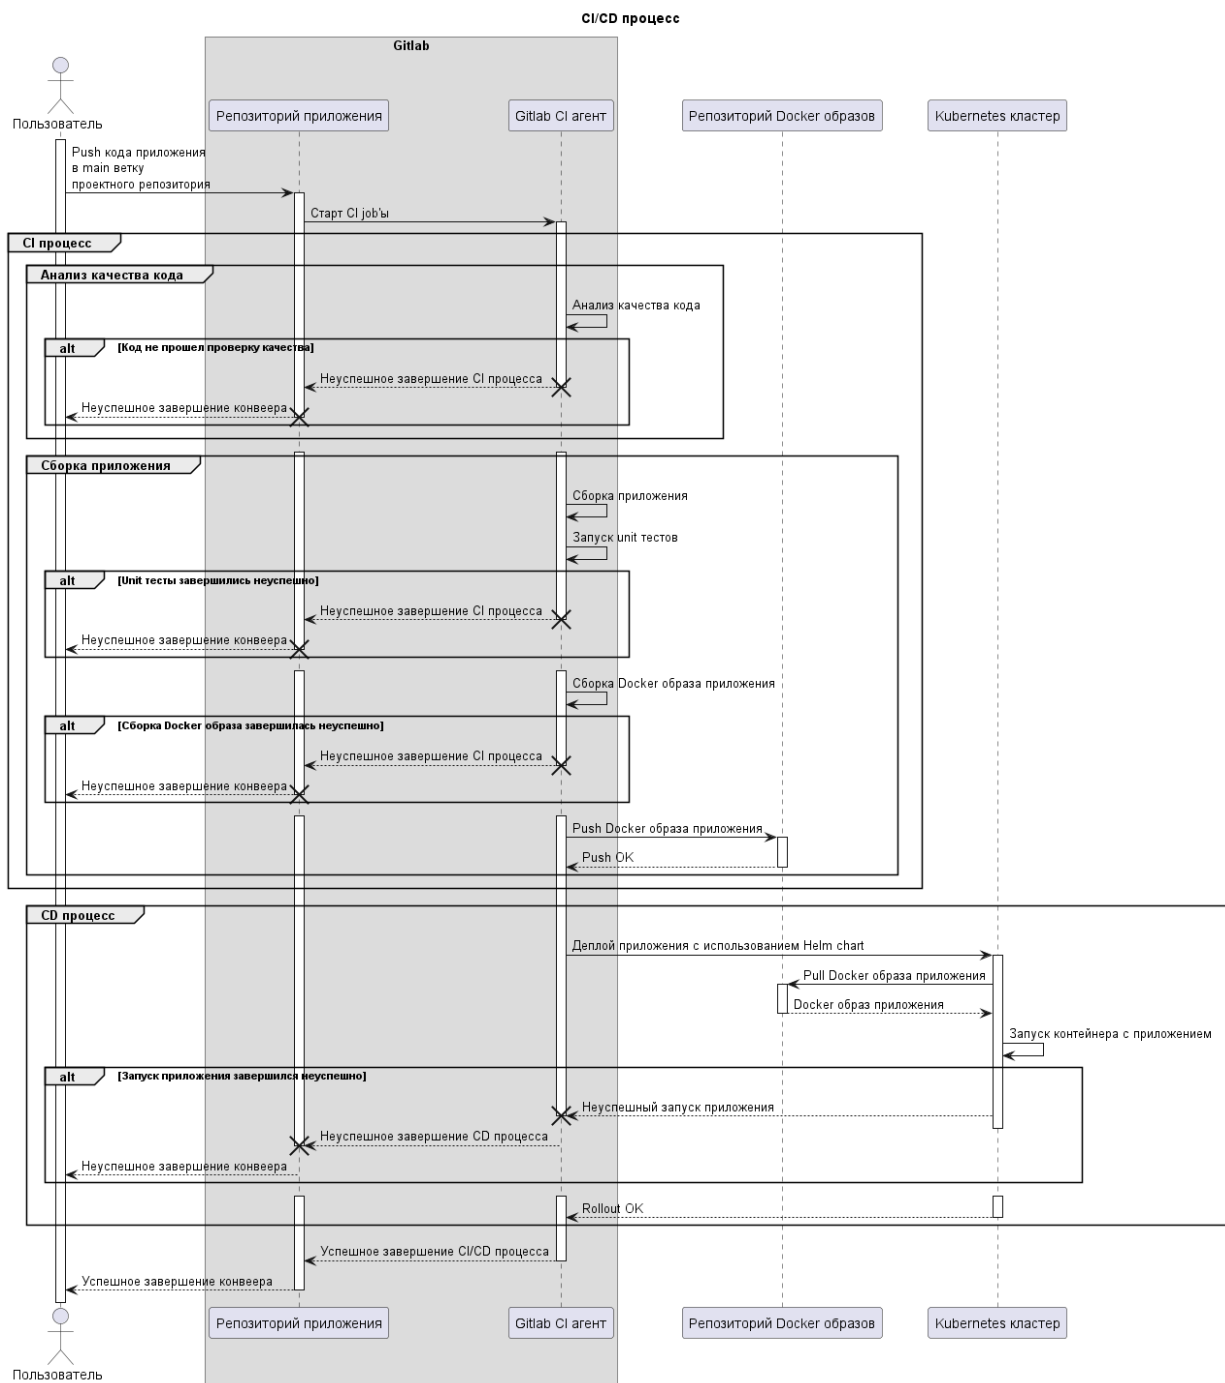 CI/CD процесс
Gitlab
Пользователь
Репозиторий приложения
Gitlab CI агент
Репозиторий Docker образов
Kubernetes кластер
Push кода приложения
в main ветку
проектного репозитория
Старт CI job'ы
CI процесс
Анализ качества кода
Анализ качества кода
alt
[Код не прошел проверку качества]
Неуспешное завершение CI процесса
Неуспешное завершение конвеера
Сборка приложения
Сборка приложения
Запуск unit тестов
alt
[Unit тесты завершились неуспешно]
Неуспешное завершение CI процесса
Неуспешное завершение конвеера
Сборка Docker образа приложения
alt
[Сборка Docker образа завершилась неуспешно]
Неуспешное завершение CI процесса
Неуспешное завершение конвеера
Push Docker образа приложения
Push OK
CD процесс
Деплой приложения с использованием Helm chart
Pull Docker образа приложения
Docker образ приложения
Запуск контейнера с приложением
alt
[Запуск приложения завершился неуспешно]
Неуспешный запуск приложения
Неуспешное завершение CD процесса
Неуспешное завершение конвеера
Rollout OK
Успешное завершение CI/CD процесса
Успешное завершение конвеера
Репозиторий приложения
Gitlab CI агент
Репозиторий Docker образов
Kubernetes кластер
Пользователь